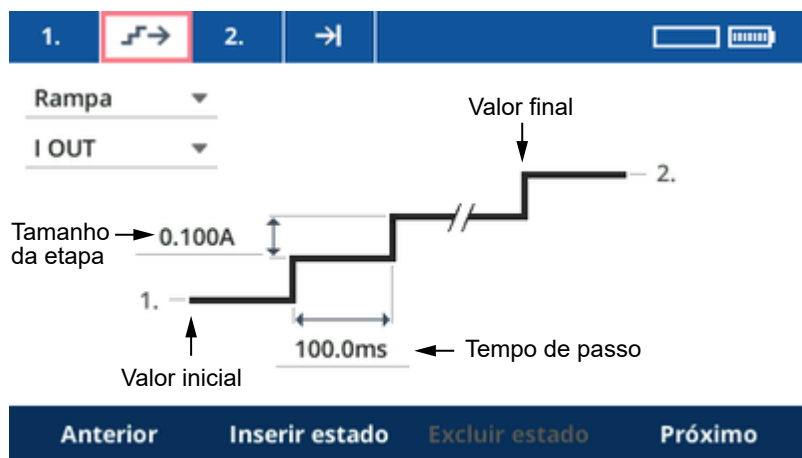 1.
2.
Rampa
I OUT
Valor final
2.
Tamanho
da etapa
0.100A
1.
100.0ms
Tempo de passo
Valor inicial
Anterior
Inserir estado
Excluir estado
Próximo